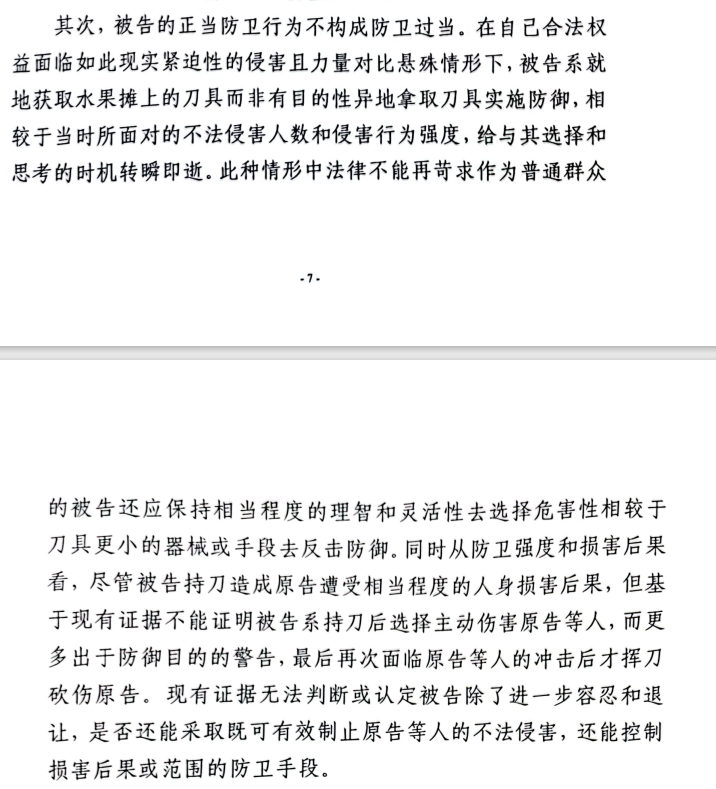 其次，被告的正当防卫行为不构成防卫过当。在自己合法权
益面临如此现实紧迫性的侵害且力量对比悬殊情形下，被告系就
地获取水果摊上的刀具而非有目的性异地拿取刀具实施防御，相
较于当时所面对的不法侵害人数和侵害行为强度，给与其选择和
思考的时机转瞬即逝。此种情形中法律不能再苛求作为普通群众
-7-
的被告还应保持相当程度的理智和灵活性去选择危害性相较于
刀具更小的器械或手段去反击防御。同时从防卫强度和损害后果
看，尽管被告持刀造成原告遭受相当程度的人身损害后果，但基
于现有证据不能证明被告系持刀后选择主动伤害原告等人，而更
多出于防御目的的警告，最后再次面临原告等人的冲击后才挥刀
砍伤原告。现有证据无法判断或认定被告除了进一步容忍和退
让，是否还能采取既可有效制止原告等人的不法侵害，还能控制
损害后果或范围的防卫手段。